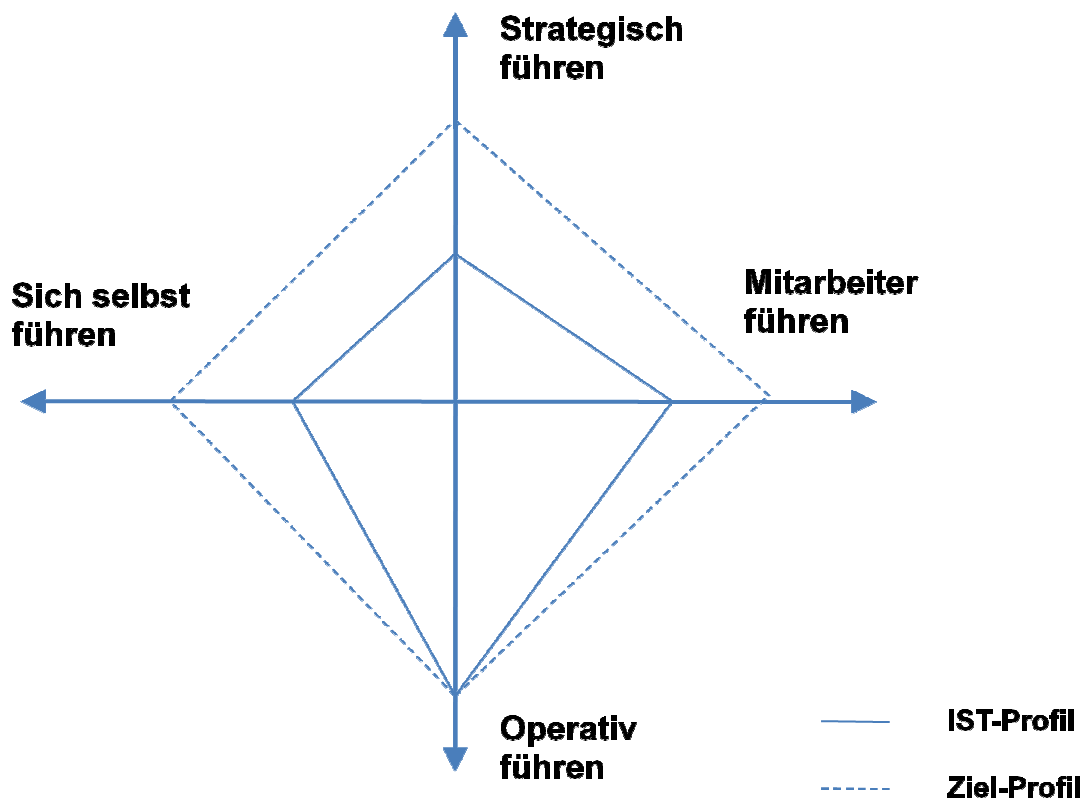 Strategisch
führen
Sich selbst
führen
Mitarbeiter
führen
Operativ
führen
IST-Profil
Ziel-Profil